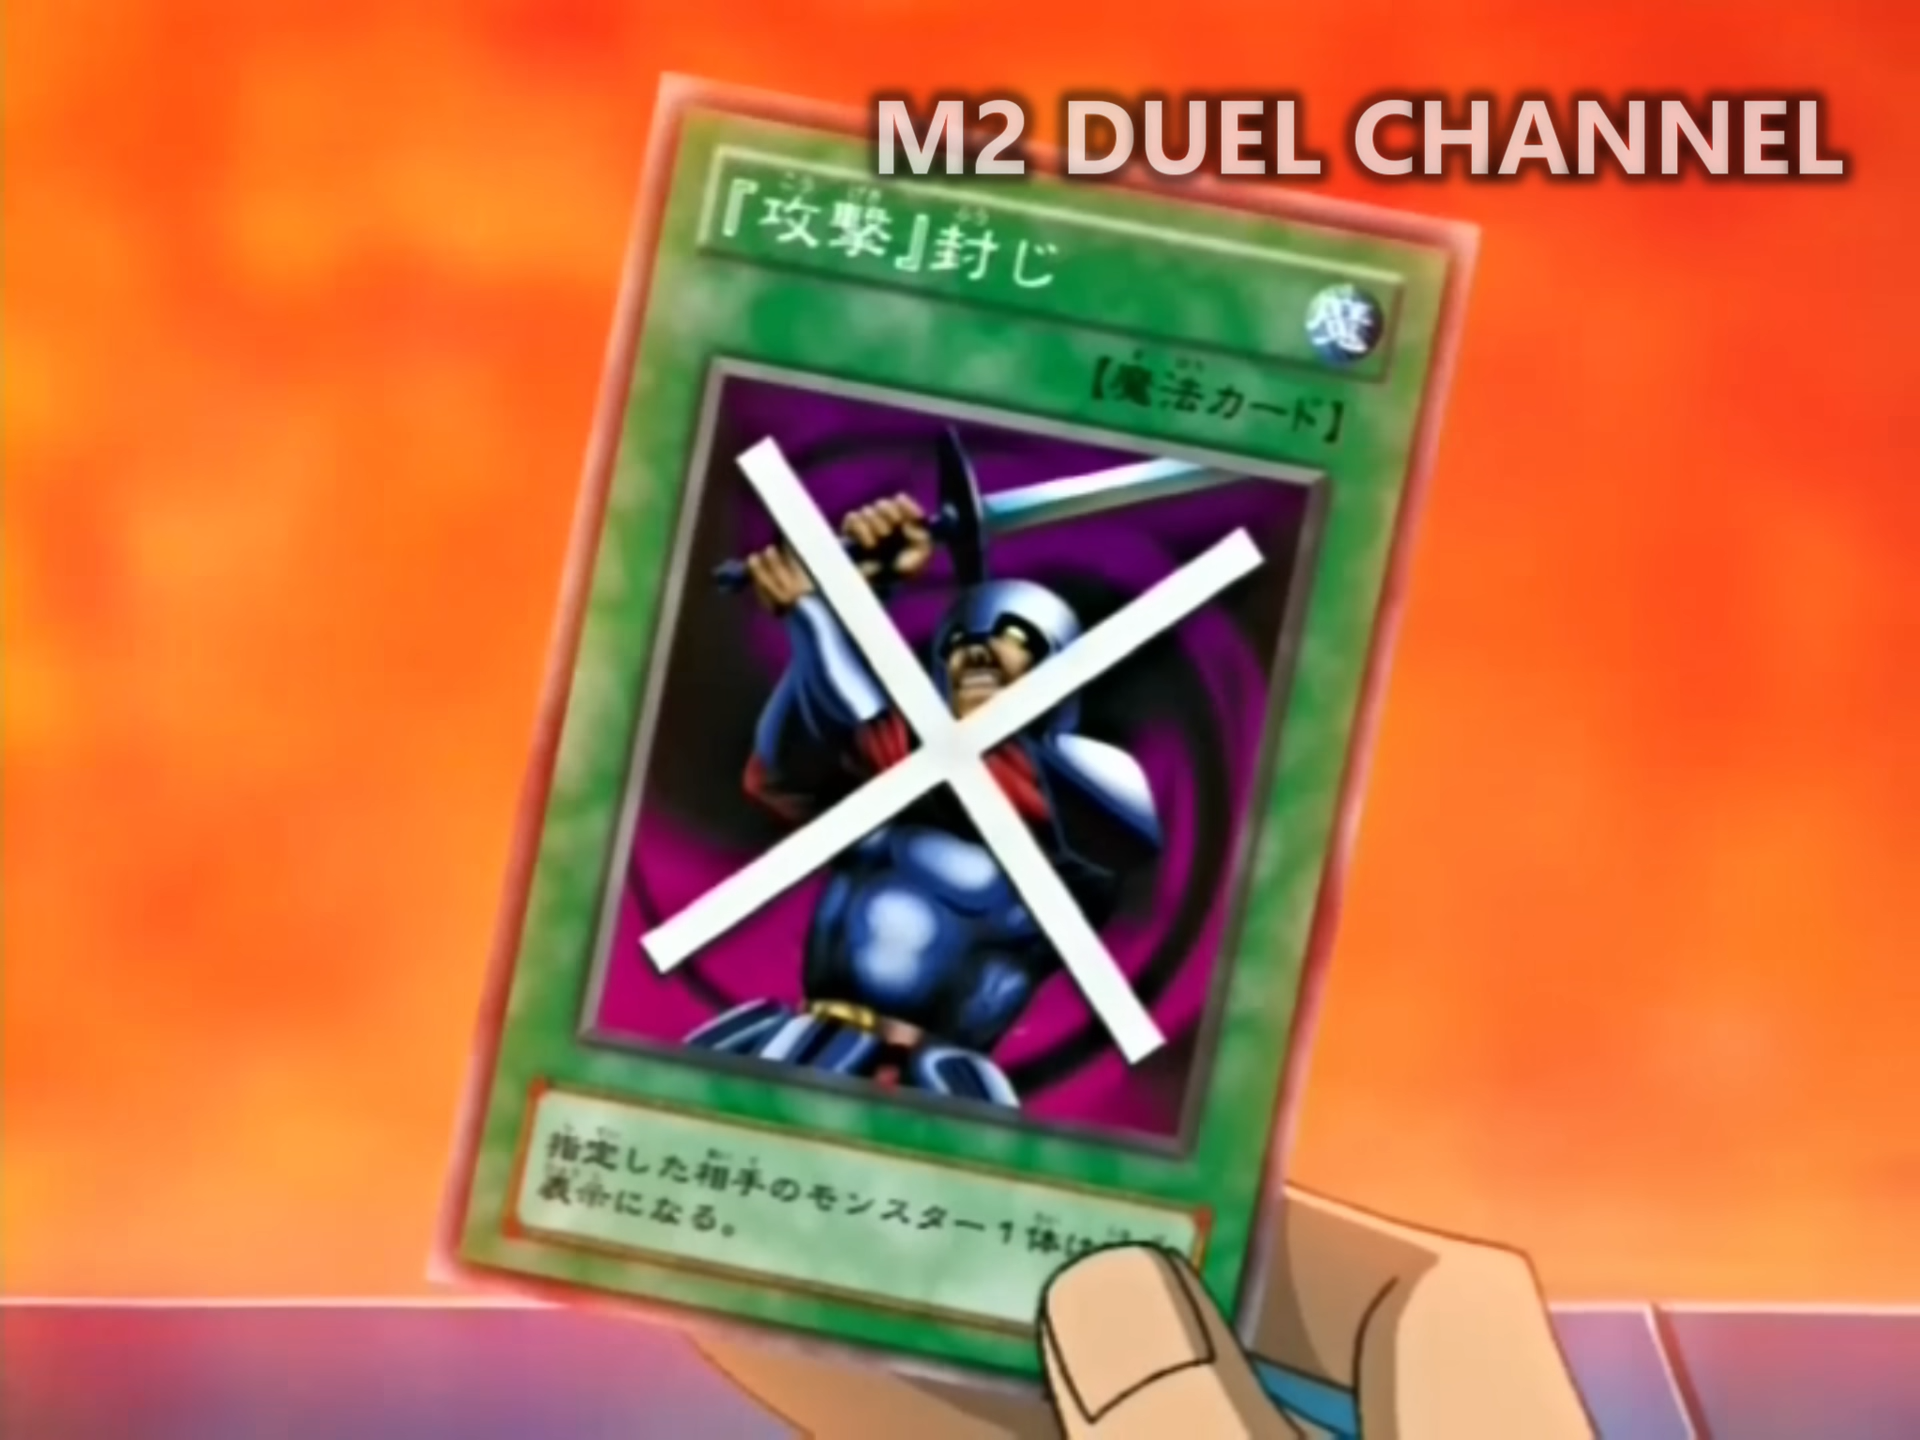 M2 DUEL CHANNEL
『攻撃』封じ
魔
【魔法カード】
指定した相手のモンスター1体は
表示になる。